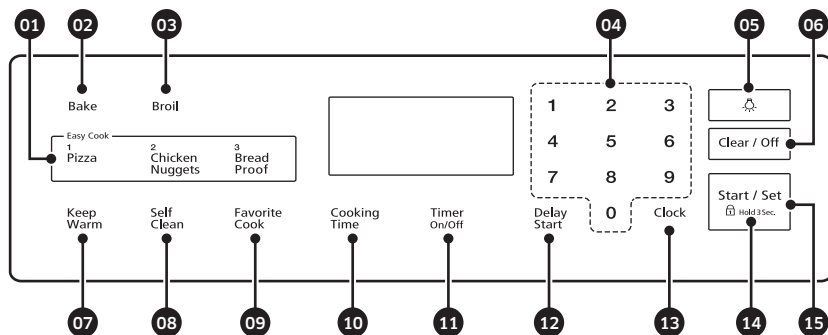 01 02 03 04 05 06
Bake Broil
Easy Cook
1 2 3
Pizza Chicken Bread
Nuggets Proof
1 2 3
4 5 6
7 8 9
0
Clear / Off
Start / Set
Hold 3 Sec.
Keep Self Favorite Cooking Timer Delay Clock
Warm Clean Cook Time On/Off Start
07 08 09 10 11 12 13 14 15